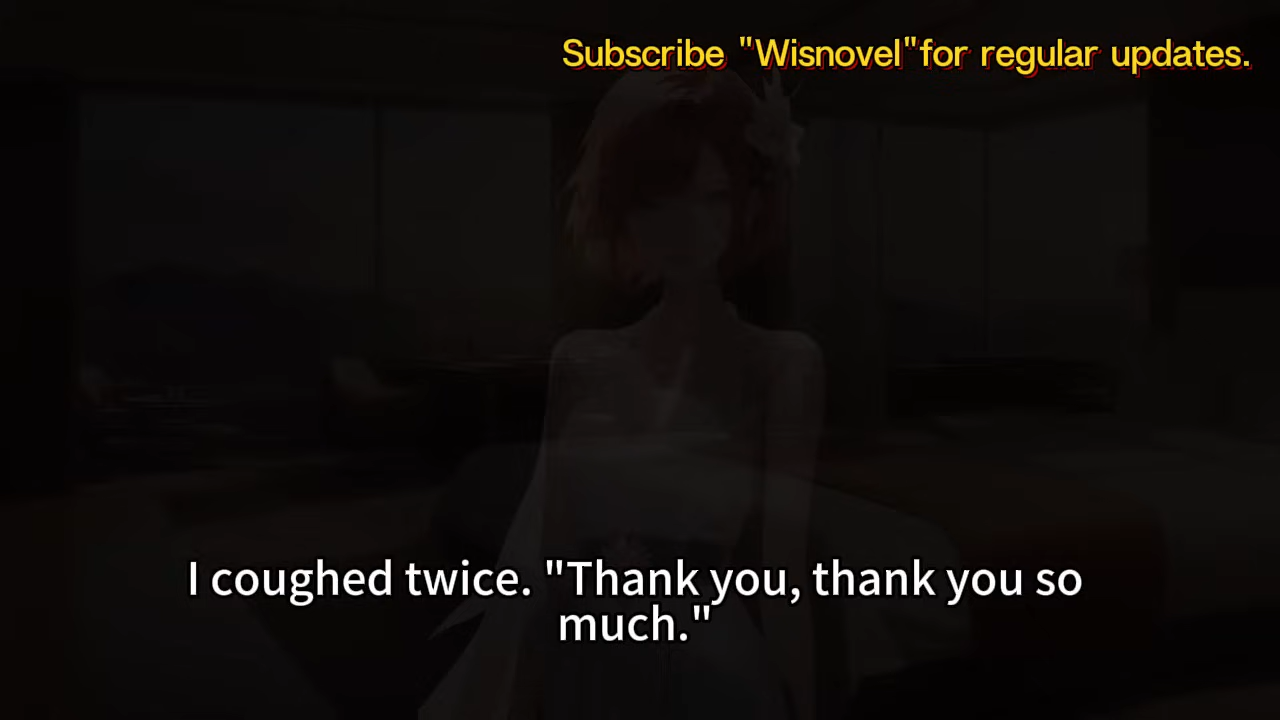 Subscribe "Wisnovel"for regular updates.
I coughed twice. "Thank you, thank you so
much."